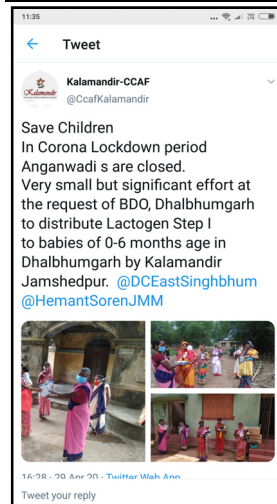 11:35
Tweet
Kalamandir
Kalamandir-CCAF
@CcafKalamandir
Save Children
In Corona Lockdown period
Anganwadi s are closed.
Very small but significant effort at
the request of BDO, Dhalbhumgarh
to distribute Lactogen Step I
to babies of 0-6 months age in
Dhalbhumgarh by Kalamandir
Jamshedpur. @DCEastSinghbhum
@HemantSorenJMM
16:28 · 29 Apr 20 · Twitter Web App
Tweet your reply